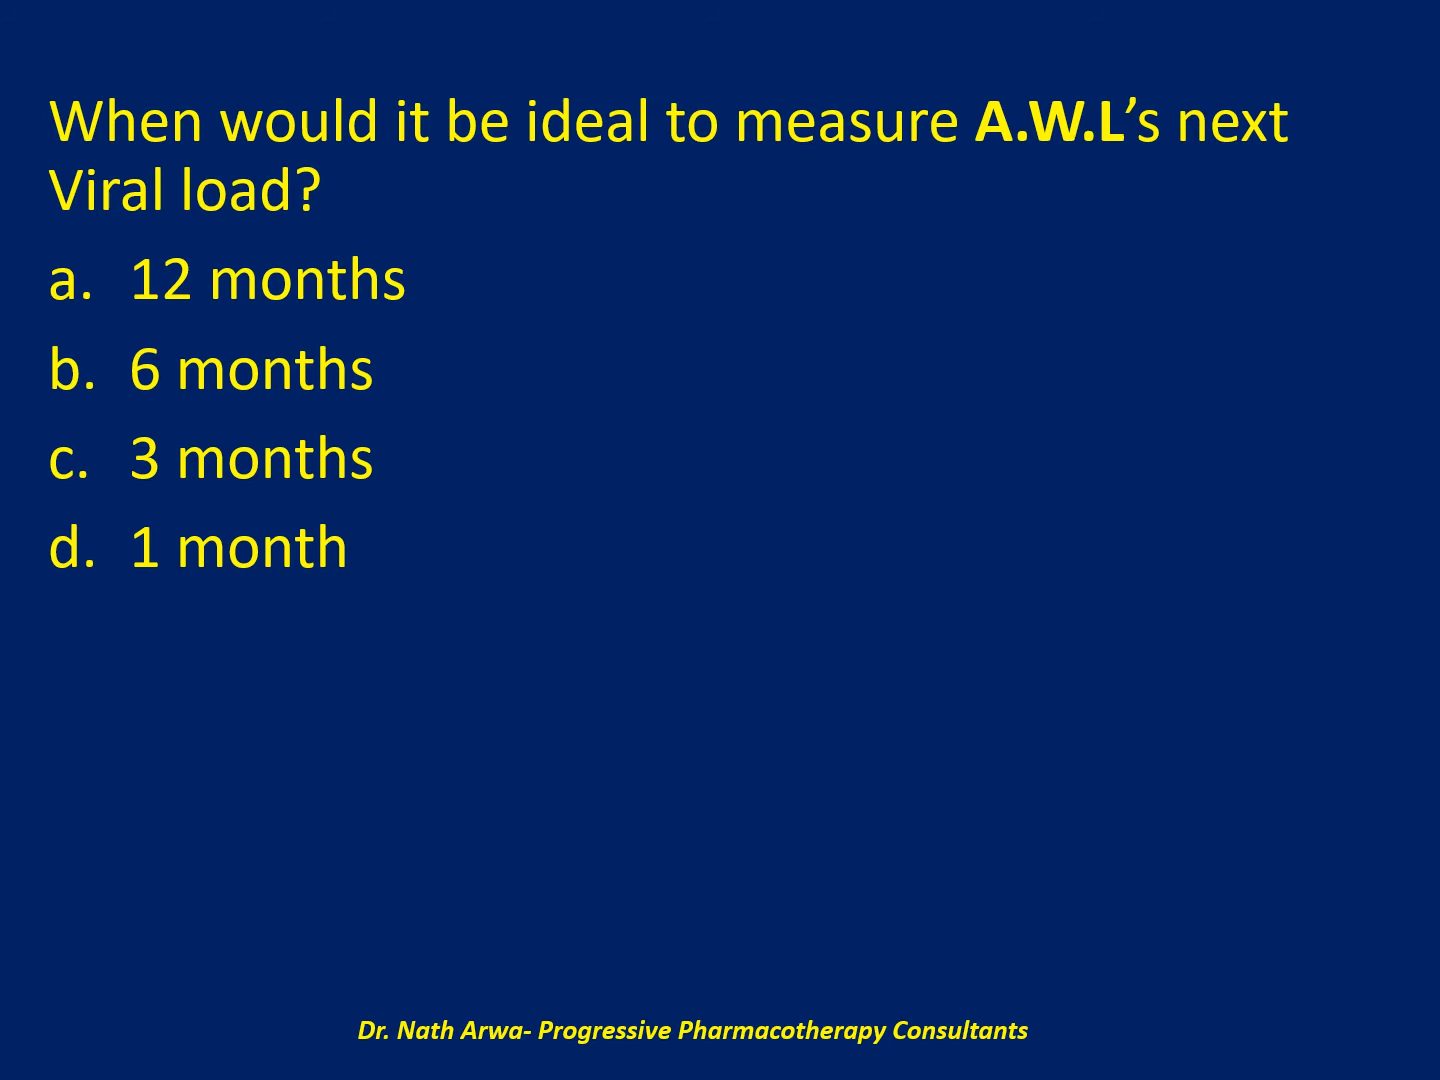 When would it be ideal to measure A.W.L’s next
Viral load?
a. 12 months
b. 6 months
c. 3 months
d. 1 month
Dr. Nath Arwa- Progressive Pharmacotherapy Consultants